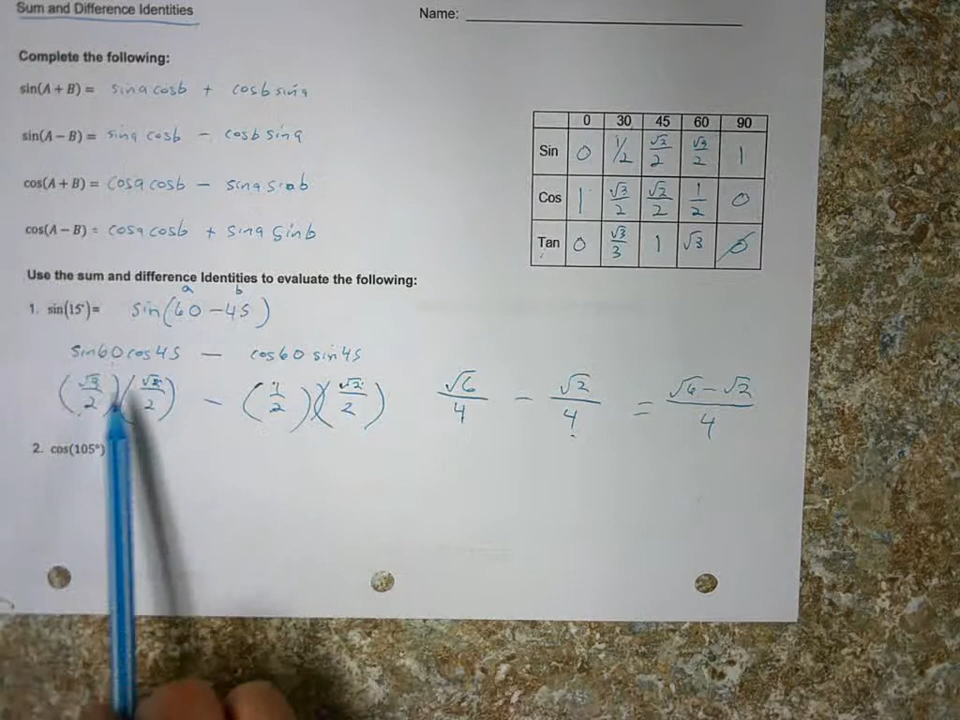 Sum and Difference Identities
Name:
Complete the following:
sin(A + B) = sina cosb + cosb sina
sin(A − B) = sina cosb − cosb sina
cos(A + B) = cosa cosb − sina sinb
cos(A − B) = cosa cosb + sina sinb
0 30 45 60 90
Sin 0 1/2 √2/2 √3/2 1
Cos 1 √3/2 √2/2 1/2 0
Tan 0 √3/3 1 √3 ∅
Use the sum and difference Identities to evaluate the following:
a b
1. sin(15°)= sin(60 − 45)
sin60 cos45 − cos60 sin45
(√3/2)(√2/2) − (1/2)(√2/2) √6/4 − √2/4 = √6 − √2/4
2. cos(105°)